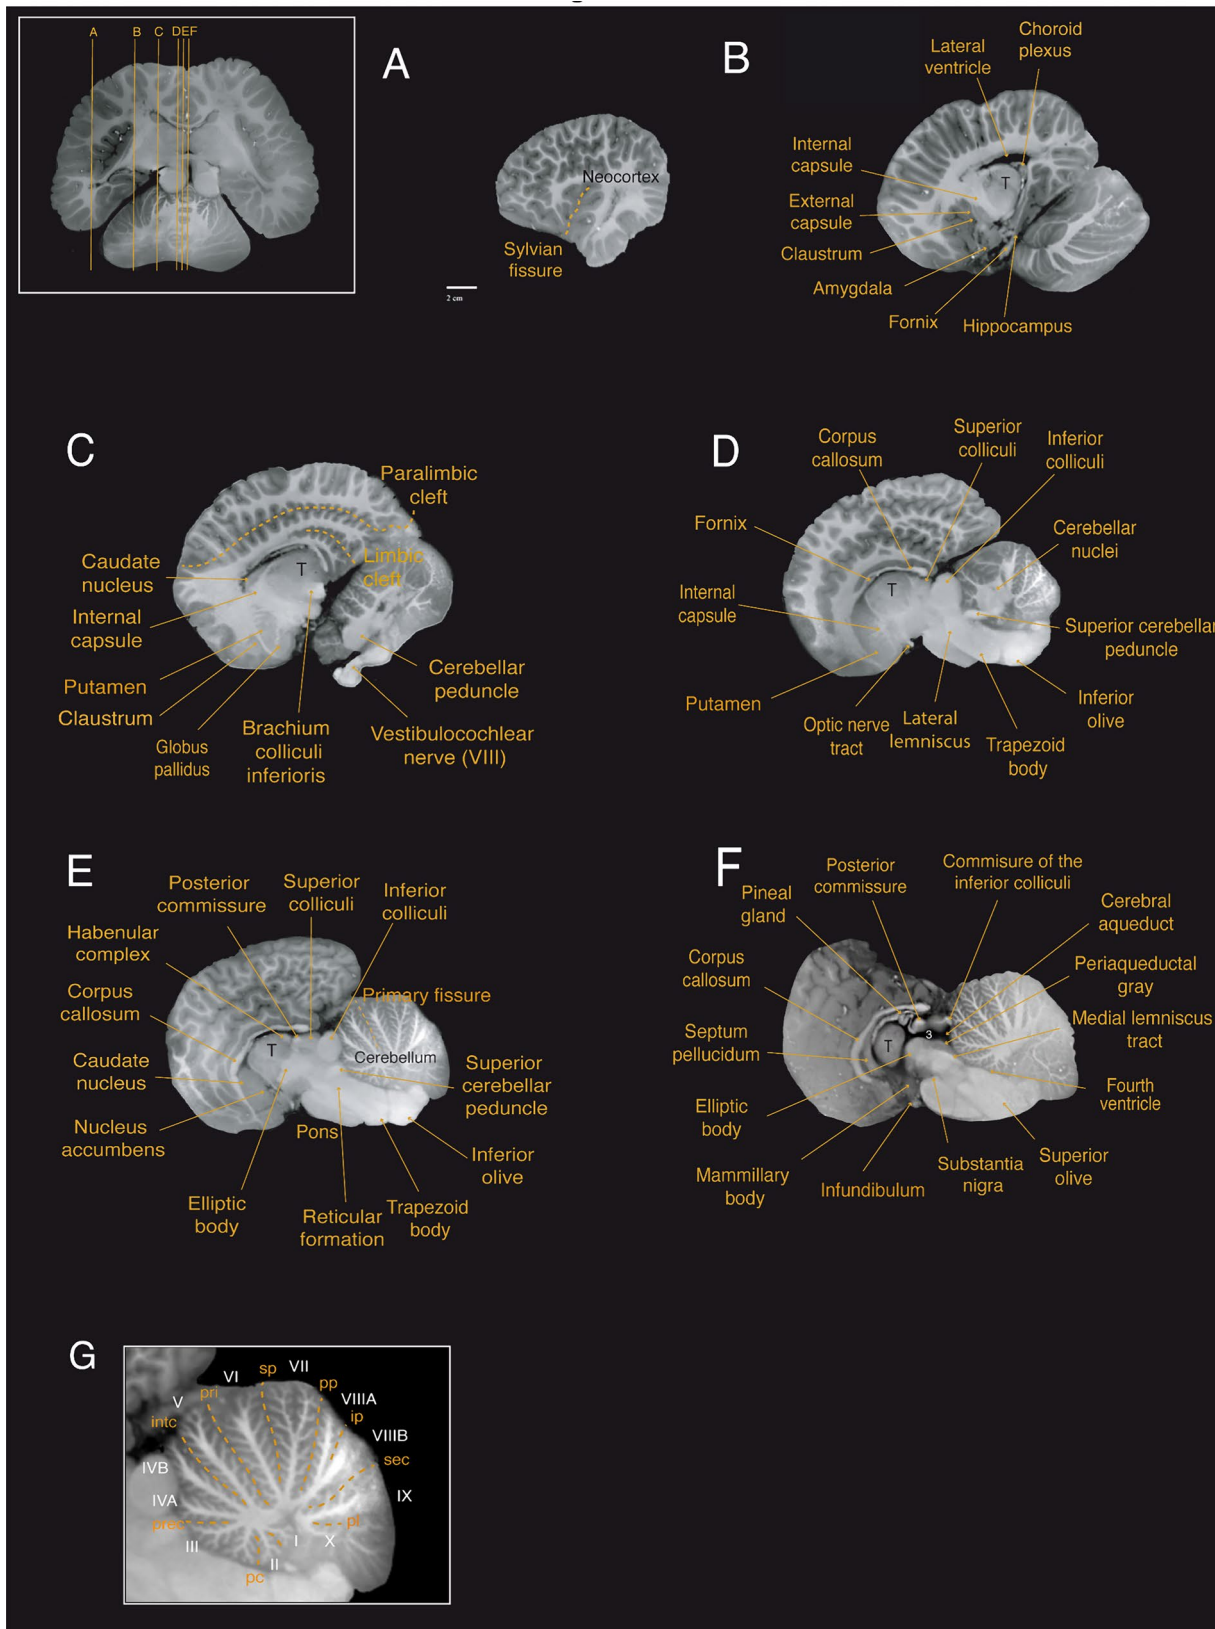 A B C D E F
A
Neocortex
Sylvian
fissure
2 cm
B
Lateral
ventricle
Choroid
plexus
Internal
capsule
T
External
capsule
Claustrum
Amygdala
Fornix
Hippocampus
C
Paralimbic
cleft
Limbic
cleft
T
Caudate
nucleus
Internal
capsule
Putamen
Claustrum
Globus
pallidus
Brachium
colliculi
inferioris
Cerebellar
peduncle
Vestibulocochlear
nerve (VIII)
D
Corpus
callosum
Superior
colliculi
Inferior
colliculi
Fornix
Cerebellar
nuclei
T
Internal
capsule
Superior cerebellar
peduncle
Putamen
Optic nerve
tract
Lateral
lemniscus
Trapezoid
body
Inferior
olive
E
Posterior
commissure
Superior
colliculi
Inferior
colliculi
Habenular
complex
Corpus
callosum
Primary fissure
T
Cerebellum
Caudate
nucleus
Superior
cerebellar
peduncle
Nucleus
accumbens
Pons
Inferior
olive
Elliptic
body
Reticular
formation
Trapezoid
body
F
Posterior
commissure
Commisure of the
inferior colliculi
Pineal
gland
Cerebral
aqueduct
Corpus
callosum
Periaqueductal
gray
Septum
pellucidum
T
3
Medial lemniscus
tract
Elliptic
body
Fourth
ventricle
Mammillary
body
Infundibulum
Substantia
nigra
Superior
olive
G
VI
sp
VII
V
pri
pp
VIIIA
intc
ip
VIIIB
IVB
sec
IVA
IX
prec
pl
III
I
X
II
pc